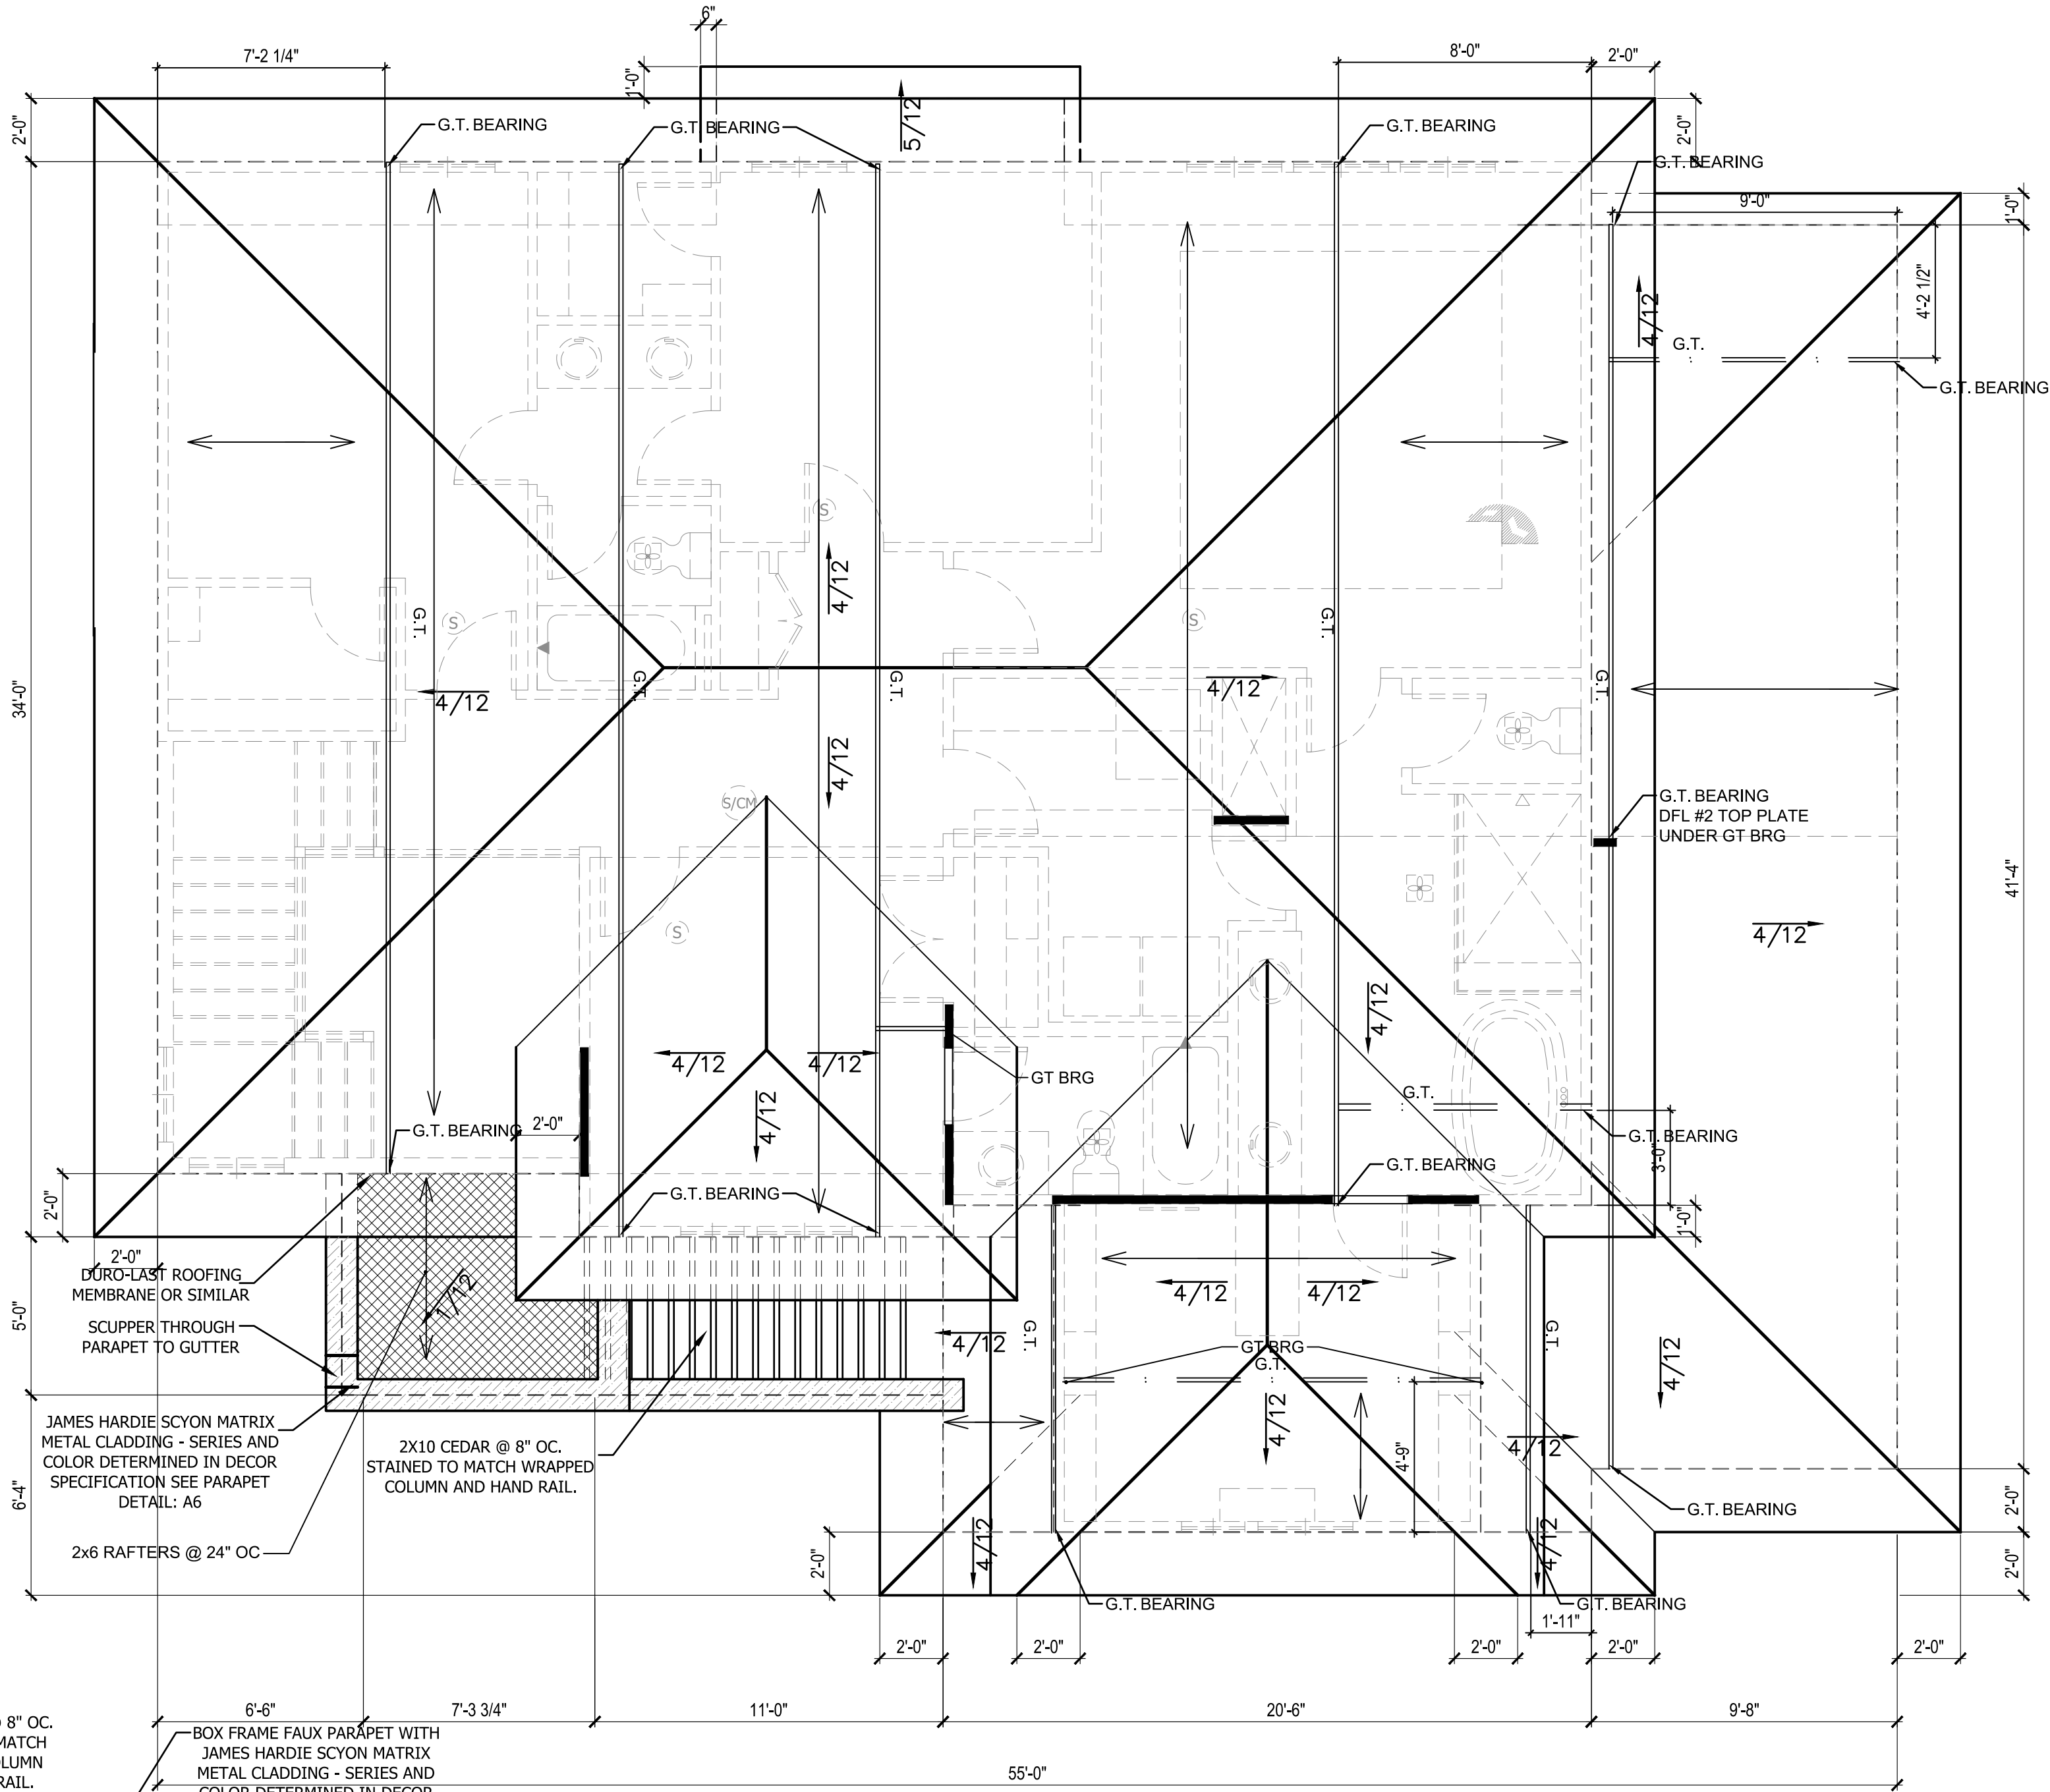 6"
7'-2 1/4"
8'-0"
2'-0"
1'-0"
5/12
2'-0"
2'-0"
G.T. BEARING
G.T. BEARING
G.T. BEARING
G.T. BEARING
9'-0"
1'-0"
4'-2 1/2"
4/12
G.T.
G.T. BEARING
S
4/12
S
S
G.T.
G.T.
34'-0"
G.T.
G.T.
G.T.
4/12
4/12
4/12
S/CM
G.T. BEARING
DFL #2 TOP PLATE
UNDER GT BRG
41'-4"
S
4/12
4/12
4/12
4/12
GT BRG
4/12
G.T.
2'-0"
G.T. BEARING
G.T. BEARING
3'-0"
G.T. BEARING
G.T. BEARING
2'-0"
1'-0"
2'-0"
DURO-LAST ROOFING
MEMBRANE OR SIMILAR
1/12
4/12
4/12
5'-0"
SCUPPER THROUGH
PARAPET TO GUTTER
4/12
G.T.
GT BRG
G.T.
G.T.
4/12
JAMES HARDIE SCYON MATRIX
METAL CLADDING - SERIES AND
COLOR DETERMINED IN DECOR
SPECIFICATION SEE PARAPET
DETAIL: A6
2X10 CEDAR @ 8" OC.
STAINED TO MATCH WRAPPED
COLUMN AND HAND RAIL.
4/12
4'-9"
4/12
6'-4"
G.T. BEARING
2'-0"
2x6 RAFTERS @ 24" OC
4/12
4/12
2'-0"
2'-0"
G.T. BEARING
G.T. BEARING
1'-11"
2'-0"
2'-0"
2'-0"
2'-0"
2'-0"
6'-6"
7'-3 3/4"
11'-0"
20'-6"
9'-8"
8" OC.
MATCH
RAIL.
BOX FRAME FAUX PARAPET WITH
JAMES HARDIE SCYON MATRIX
METAL CLADDING - SERIES AND
COLOR DETERMINED IN DECOR
55'-0"